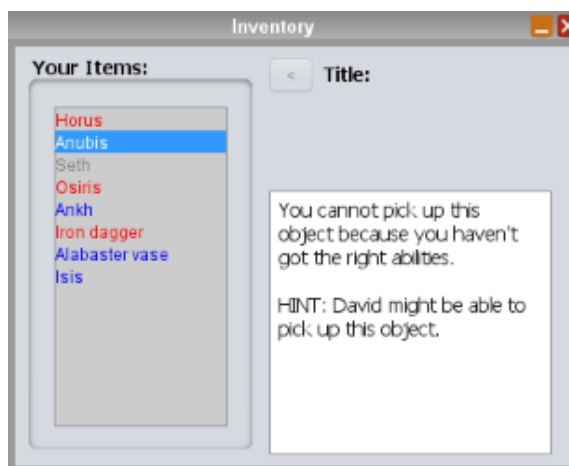 Inventory
Your Items:
< Title:
Horus
Anubis
Seth
Osiris
Ankh
Iron dagger
Alabaster vase
Isis
You cannot pick up this
object because you haven't
got the right abilities.
HINT: David might be able to
pick up this object.